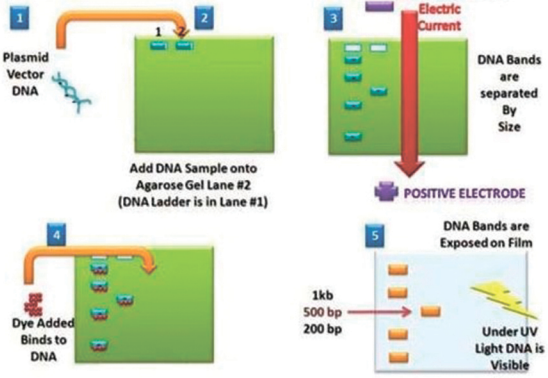 1
Plasmid
Vector
DNA
2
1 2
Add DNA Sample onto
Agarose Gel Lane #2
(DNA Ladder is in Lane #1)
3
Electric
Current
DNA Bands
are
separated
By
Size
POSITIVE ELECTRODE
4
Dye Added
Binds to
DNA
5
DNA Bands are
Exposed on Film
1kb
500 bp
200 bp
Under UV
Light DNA is
Visible